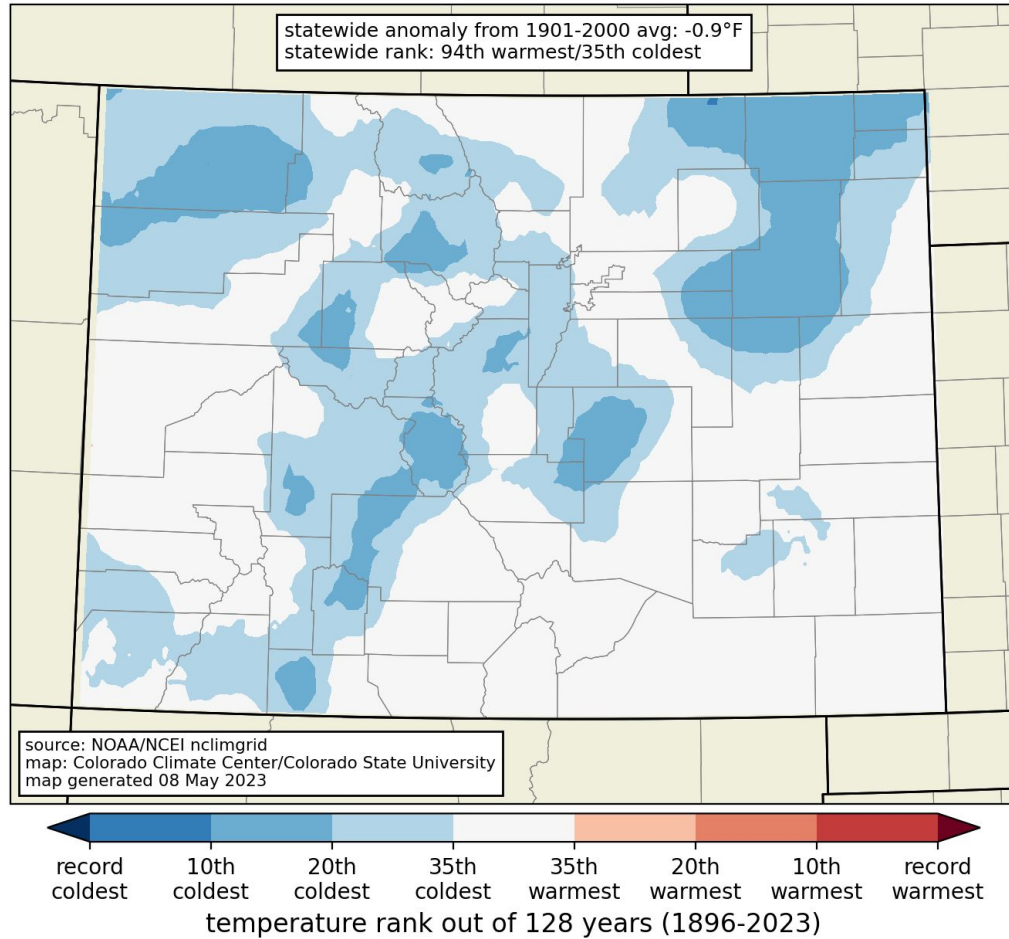 statewide anomaly from 1901-2000 avg: -0.9°F
statewide rank: 94th warmest/35th coldest
source: NOAA/NCEI nclimgrid
map: Colorado Climate Center/Colorado State University
map generated 08 May 2023
record coldest
10th coldest
20th coldest
35th coldest
35th warmest
20th warmest
10th warmest
record warmest
temperature rank out of 128 years (1896-2023)